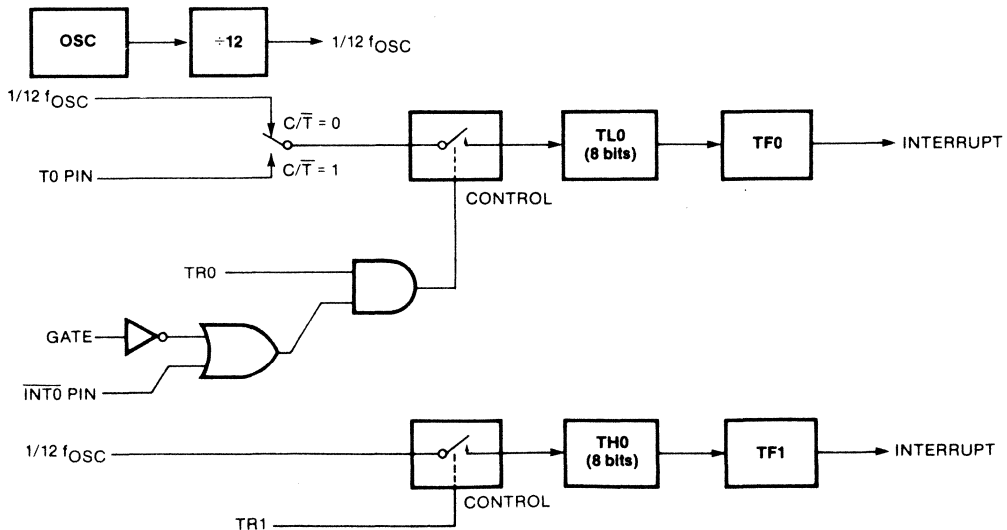 OSC
÷12
1/12 fOSC
1/12 fOSC
C/T̅ = 0
C/T̅ = 1
T0 PIN
CONTROL
TL0
(8 bits)
TF0
INTERRUPT
TR0
GATE
I̅N̅T̅0̅ PIN
1/12 fOSC
CONTROL
TR1
TH0
(8 bits)
TF1
INTERRUPT